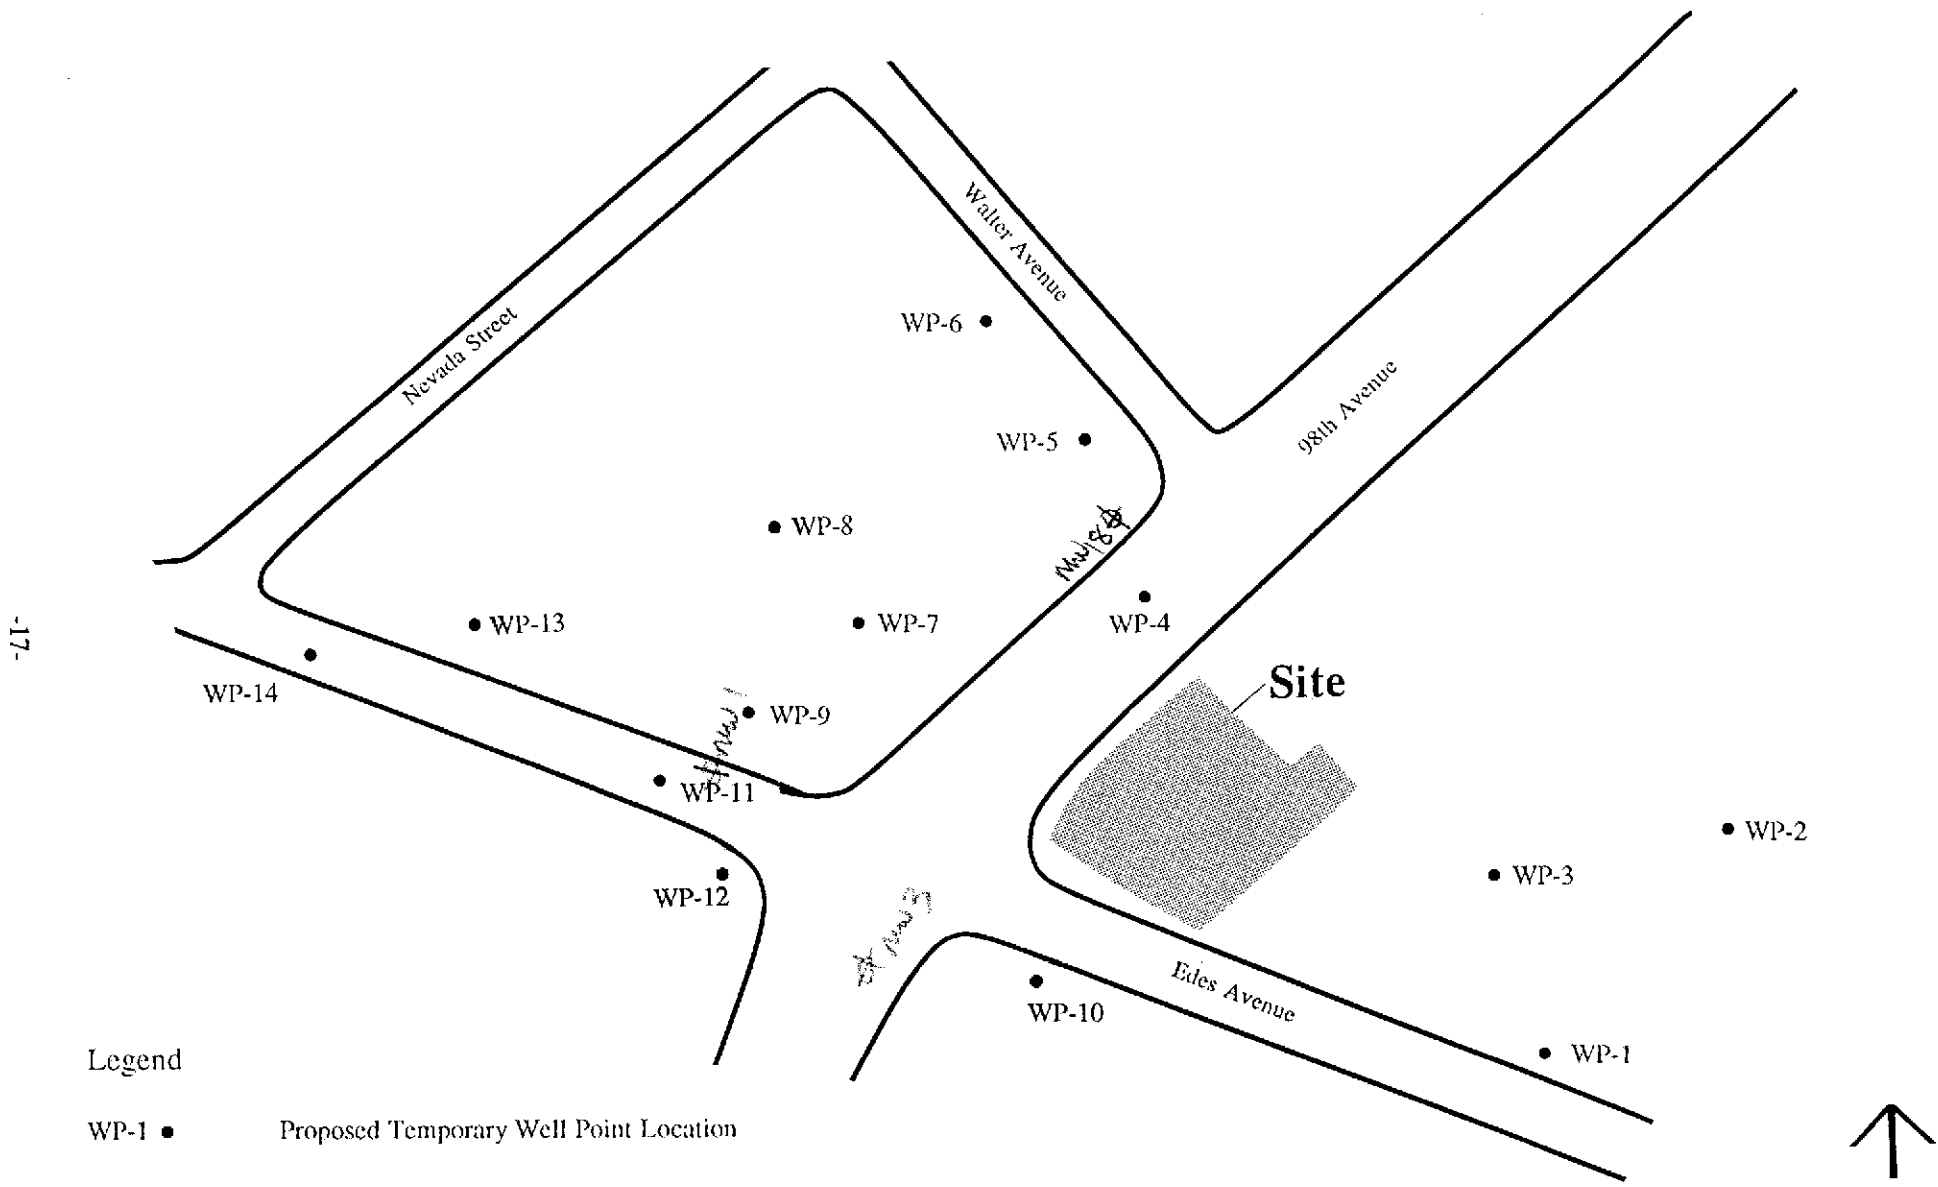 Walter Avenue
Nevada Street
WP-6
98th Avenue
WP-5
WP-8
WP-13
WP-7
WP-4
-17-
WP-14
Site
WP-9
WP-11
WP-2
WP-3
WP-12
Edes Avenue
WP-10
WP-1
Legend
WP-1 ● Proposed Temporary Well Point Location